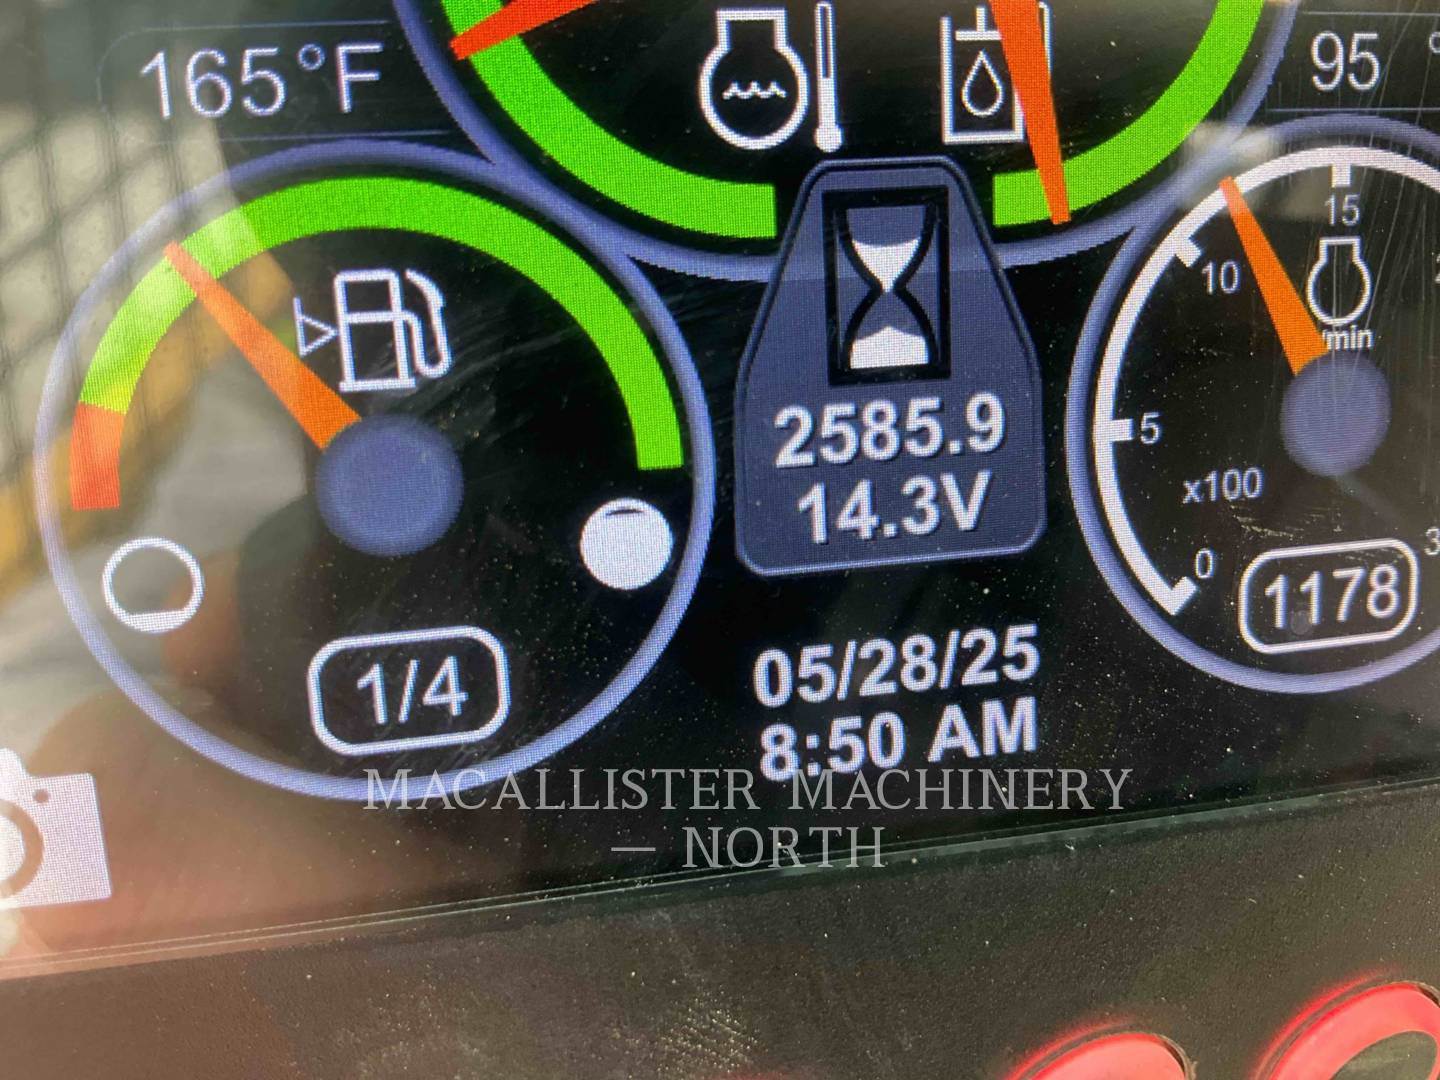 165°F
95 °
15
10
/min
5
x100
0
3
1178
2585.9
14.3V
1/4
05/28/25
8:50 AM
MACALLISTER MACHINERY
— NORTH